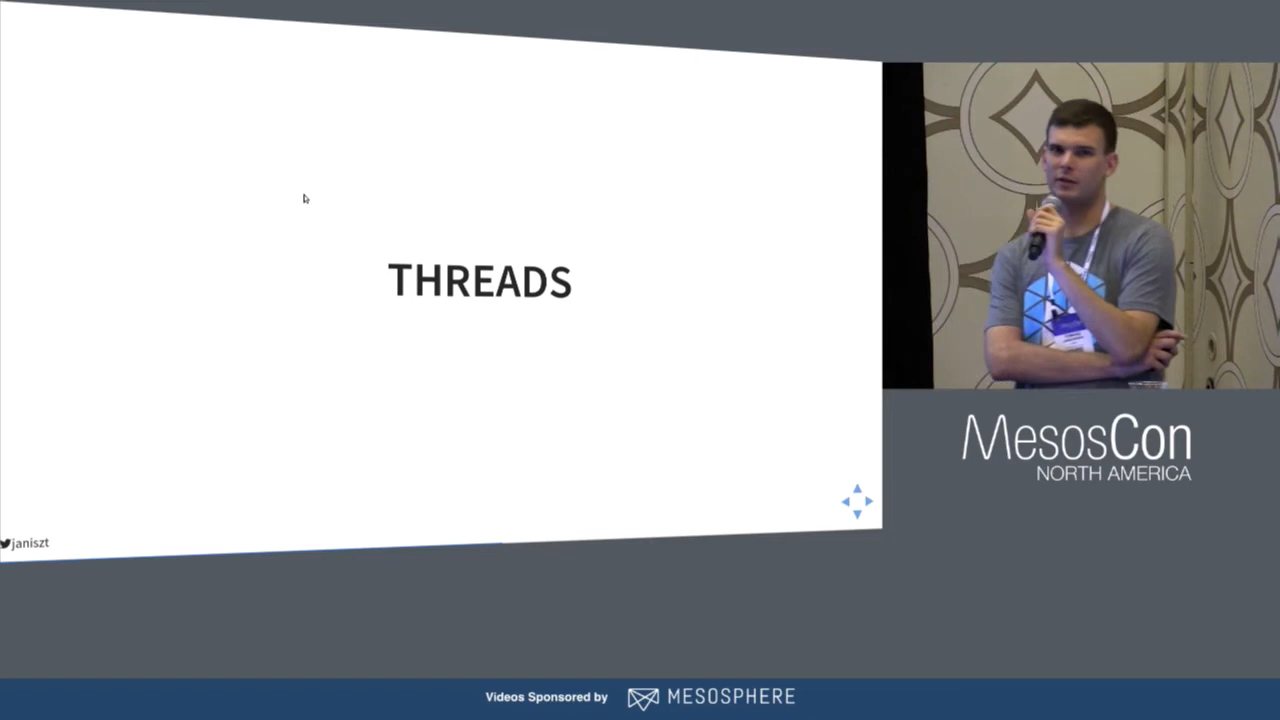 THREADS
janiszt
MesosCon
NORTH AMERICA
Videos Sponsored by MESOSPHERE